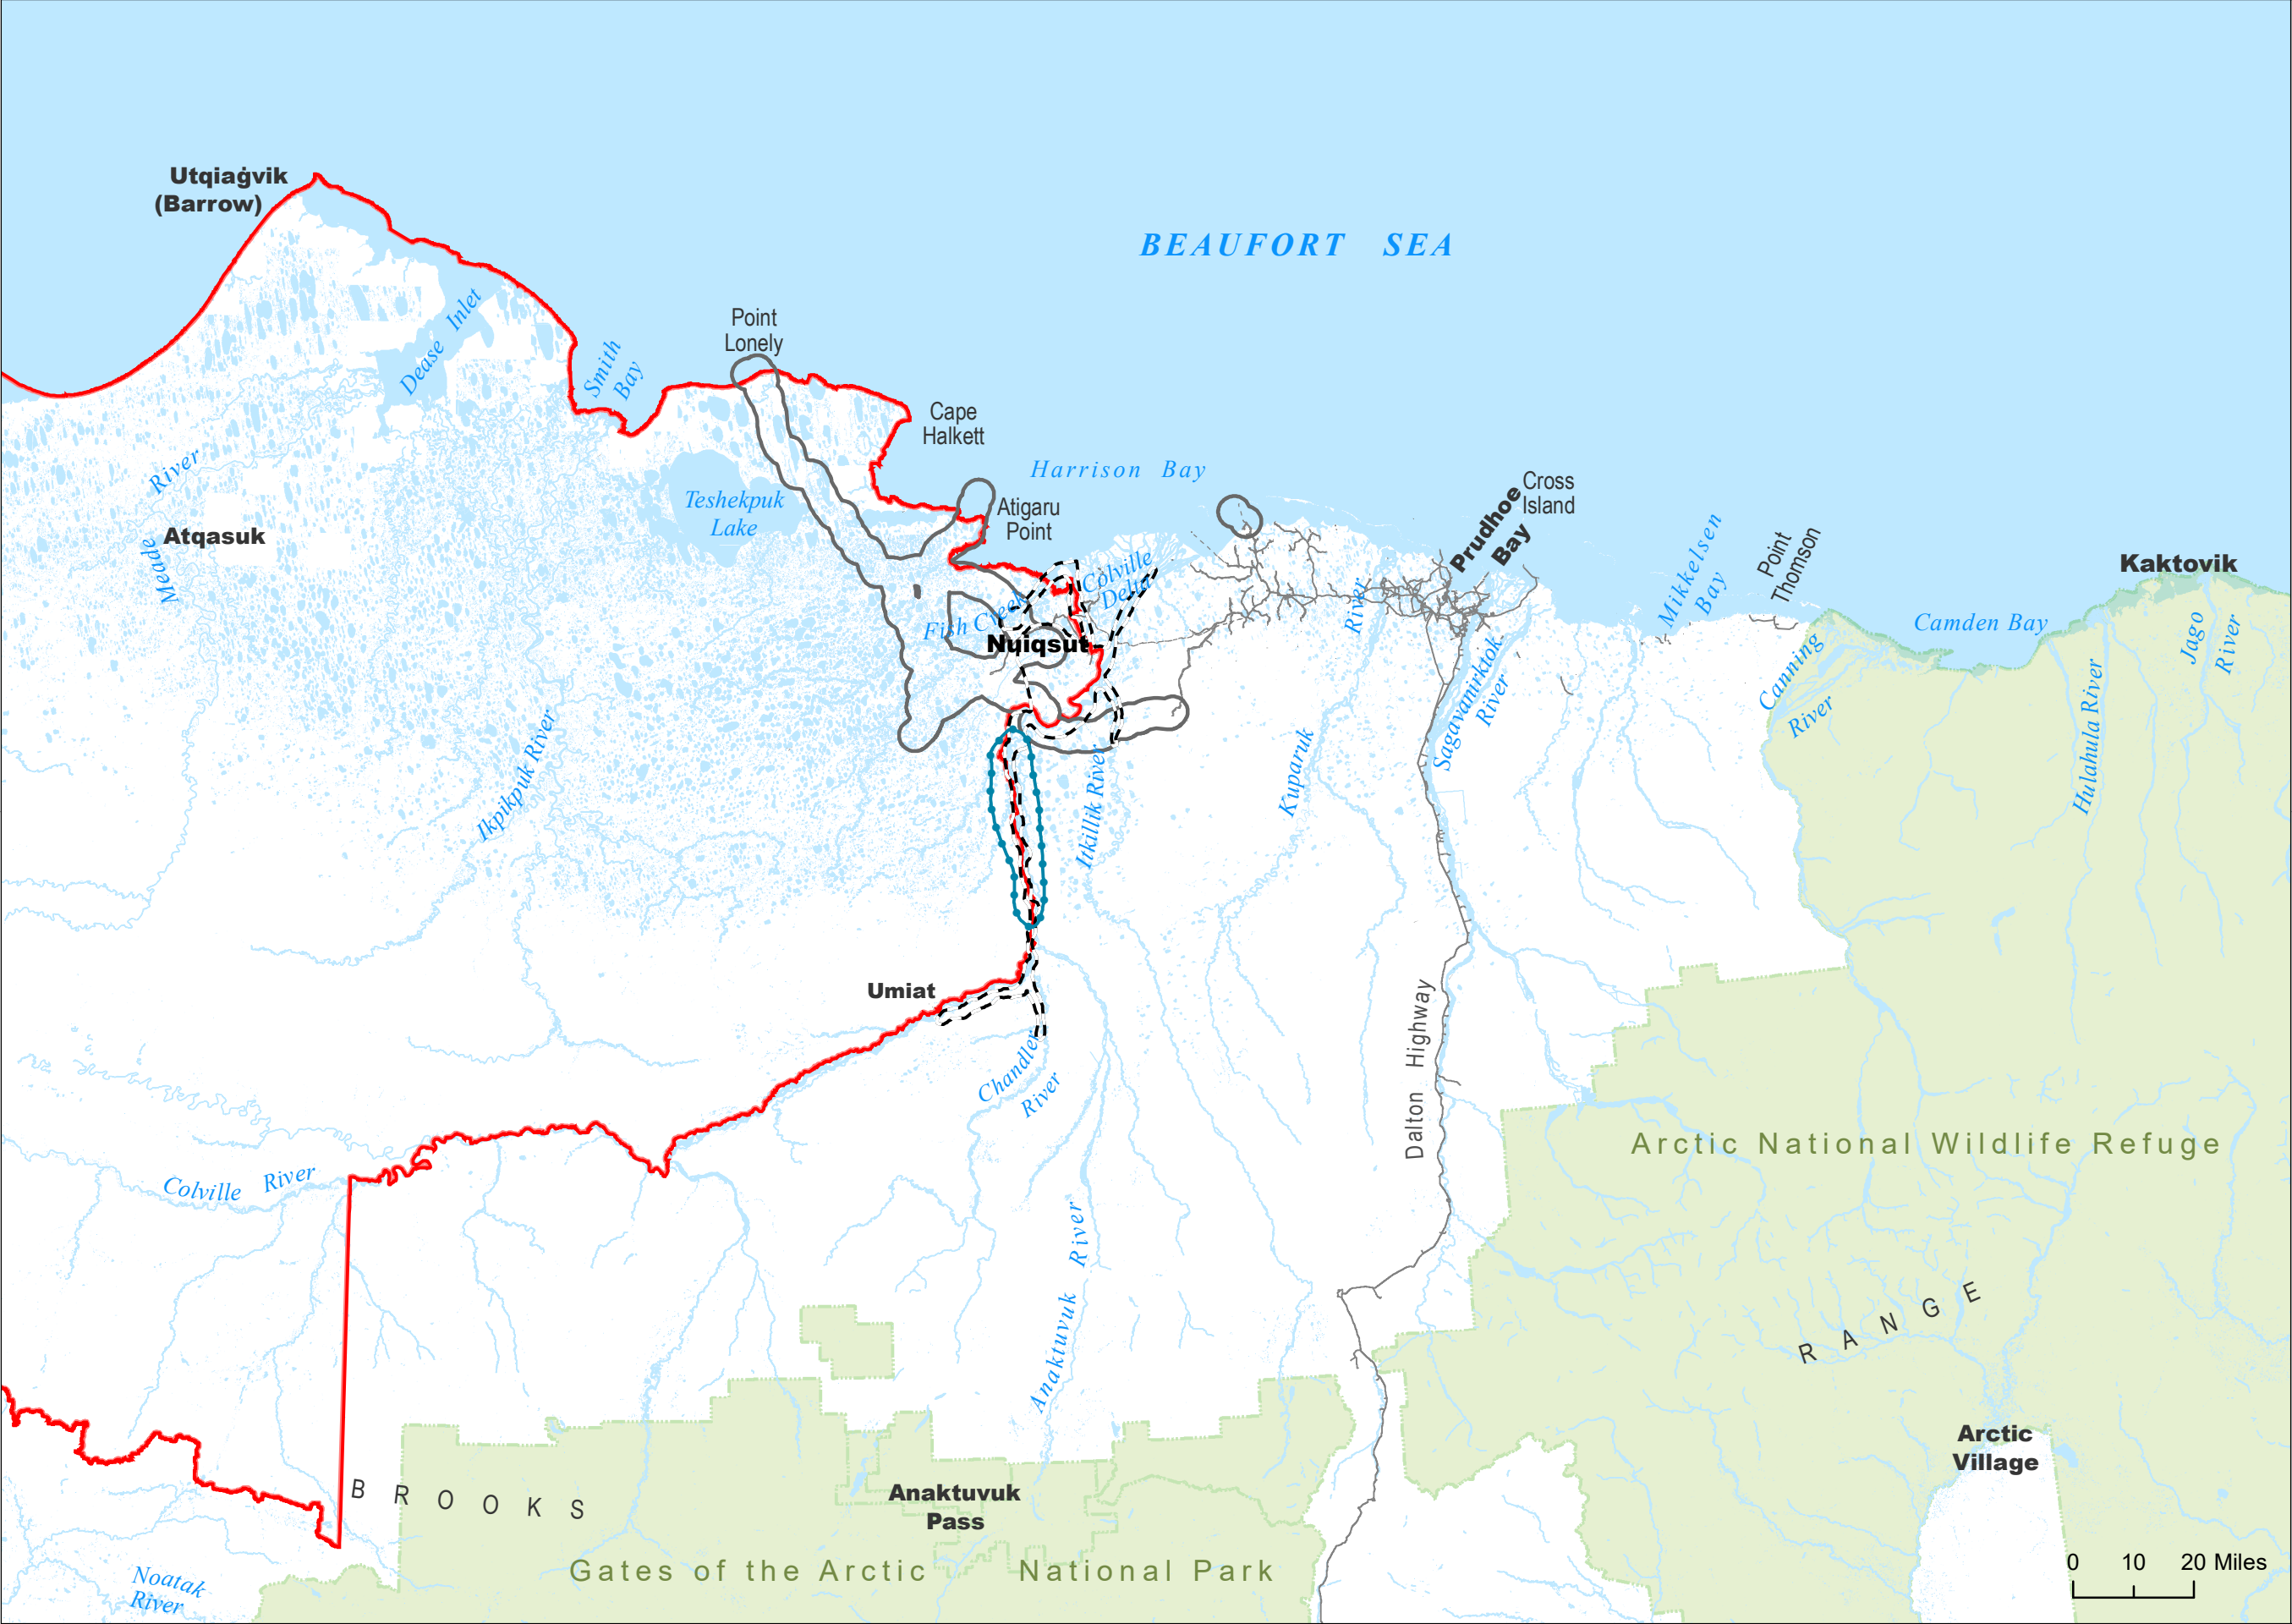 Utqiaġvik
(Barrow)
BEAUFORT SEA
Dease Inlet
Smith
Bay
Point
Lonely
Cape
Halkett
Harrison Bay
Teshekpuk
Lake
Atigaru
Point
Cross
Island
Prudhoe
Bay
Mikkelsen
Bay
Point
Thomson
Kaktovik
Camden Bay
Jago
River
Meade
River
Atqasuk
Colville
Delta
Fish Creek
Nuiqsut
Kuparuk
River
Sagavanirktok
River
Canning
River
Hulahula River
Ikpikpuk River
Itkillik River
Umiat
Chandler
River
Dalton Highway
Arctic National Wildlife Refuge
Colville River
Anaktuvuk River
BROOKS
RANGE
Anaktuvuk
Pass
Arctic
Village
Gates of the Arctic National Park
Noatak
River
0 10 20 Miles